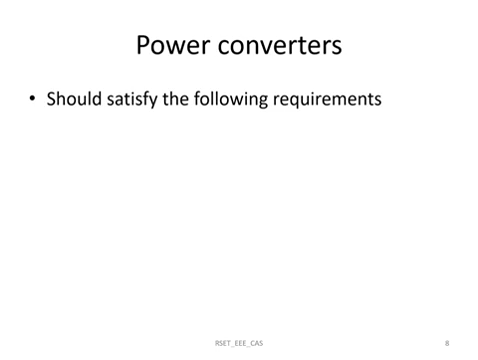 Power converters
• Should satisfy the following requirements
RSET_EEE_CAS
8